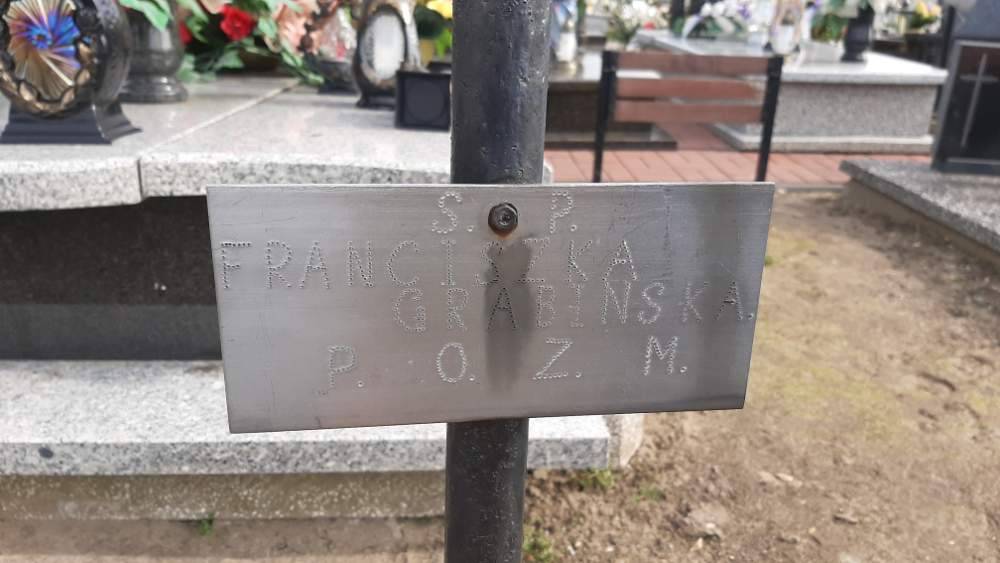 S. P.
FRANCISZKA
GRABIŃSKA.
P. O. Z. M.